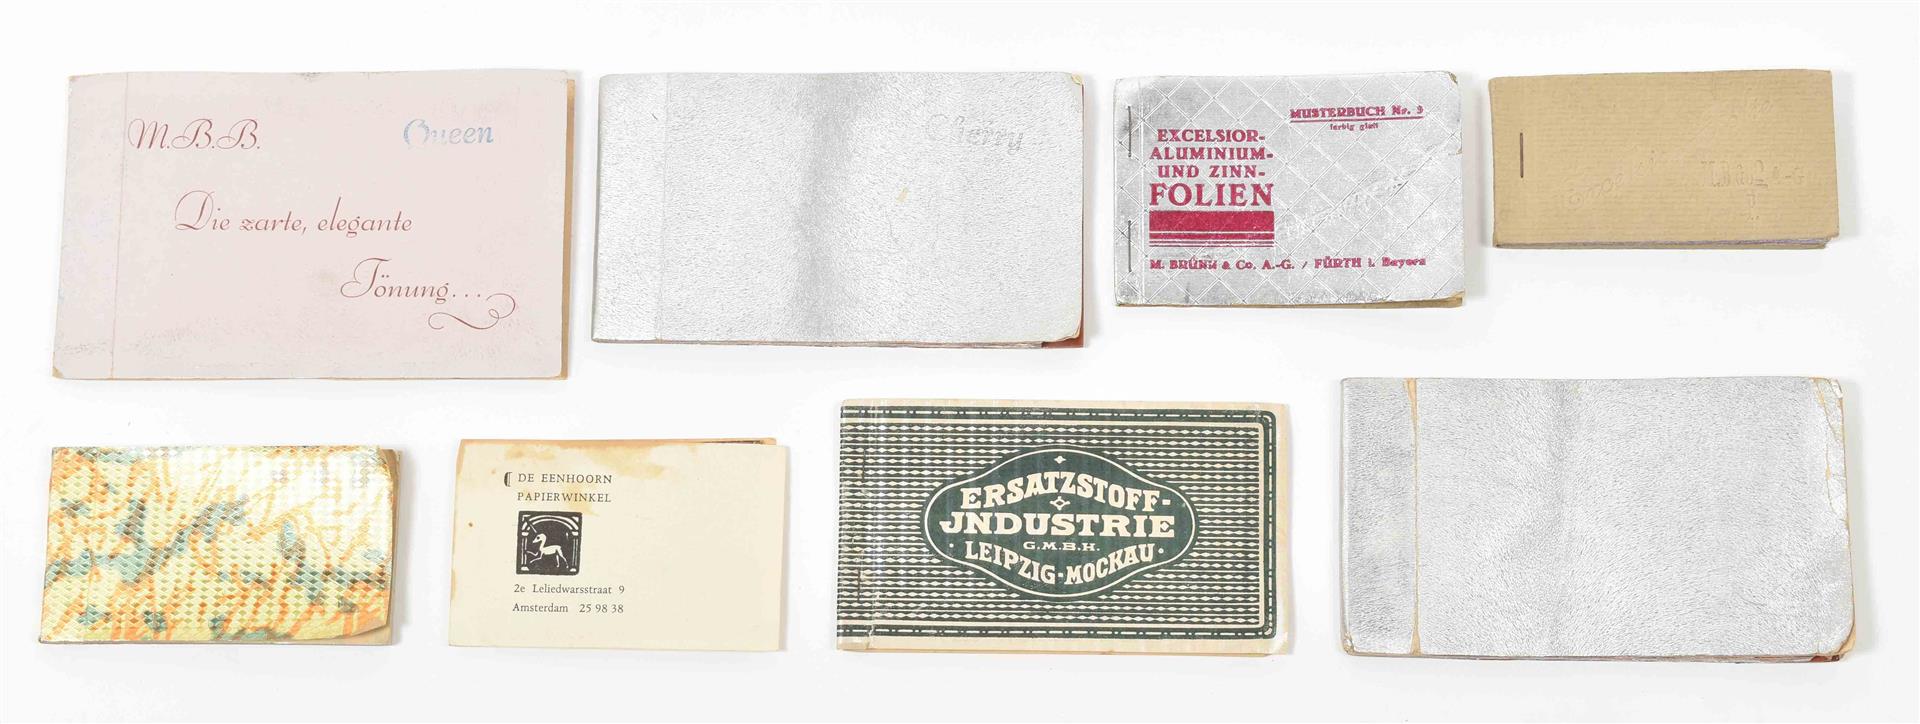 M.B.B.
Queen
Die zarte, elegante
Tönung...
Cherry
MUSTERBUCH Nr. 3
farbig glatt
EXCELSIOR-
ALUMINIUM-
UND ZINN-
FOLIEN
M. BRÜNN & Co. A.-G. / FÜRTH i. Bayern
DE EENHOORN
PAPIERWINKEL
2e Leliedwarsstraat 9
Amsterdam 25 98 38
ERSATZSTOFF-
JNDUSTRIE
G.M.B.H.
LEIPZIG-MOCKAU